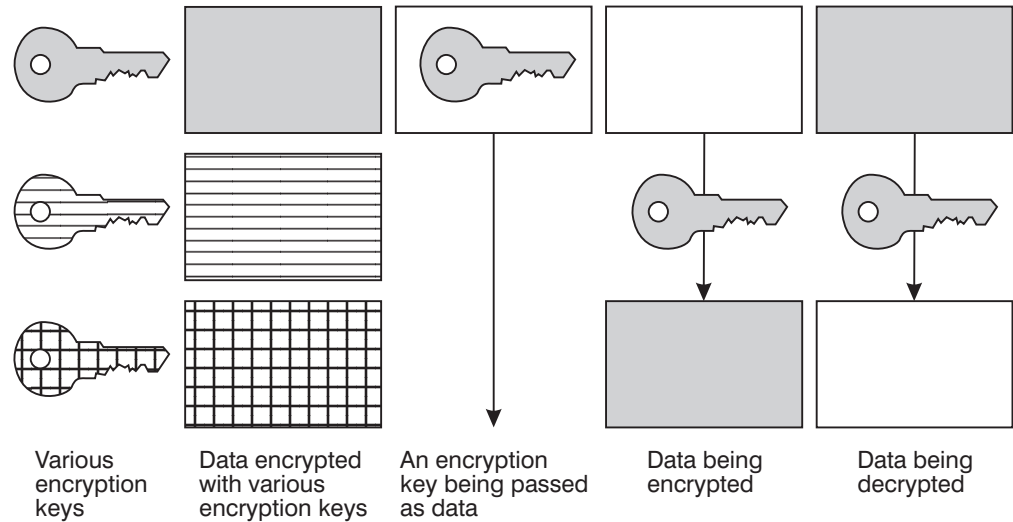 Various
encryption
keys
Data encrypted
with various
encryption keys
An encryption
key being passed
as data
Data being
encrypted
Data being
decrypted